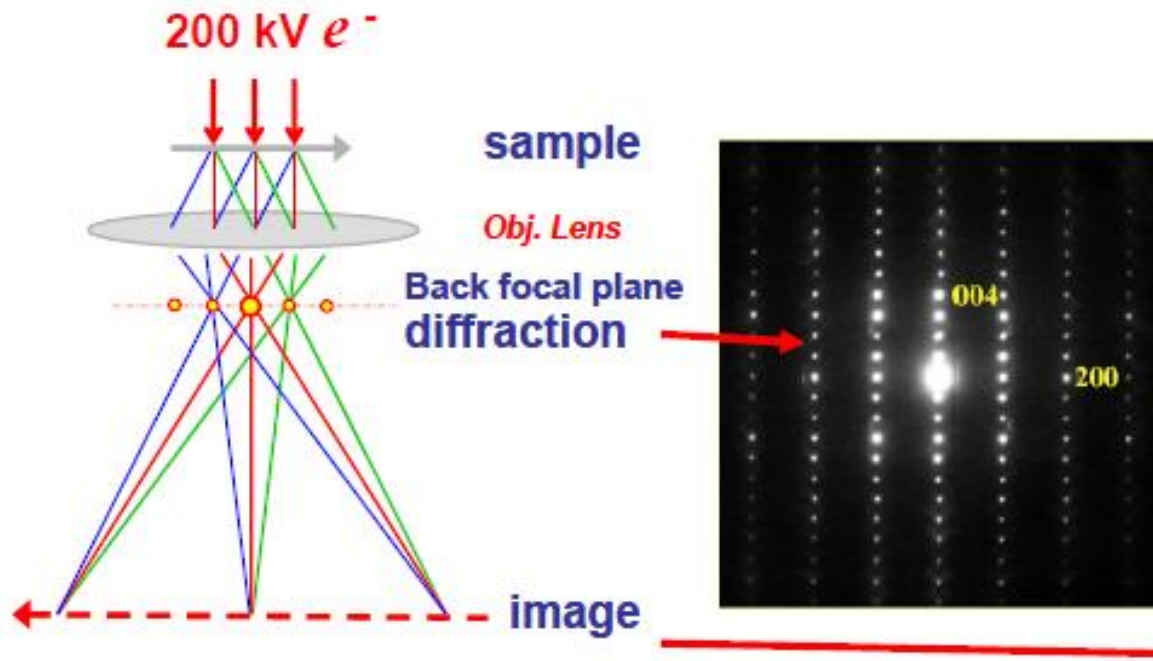 200 kV e -
sample
Obj. Lens
Back focal plane
diffraction
004
200
image